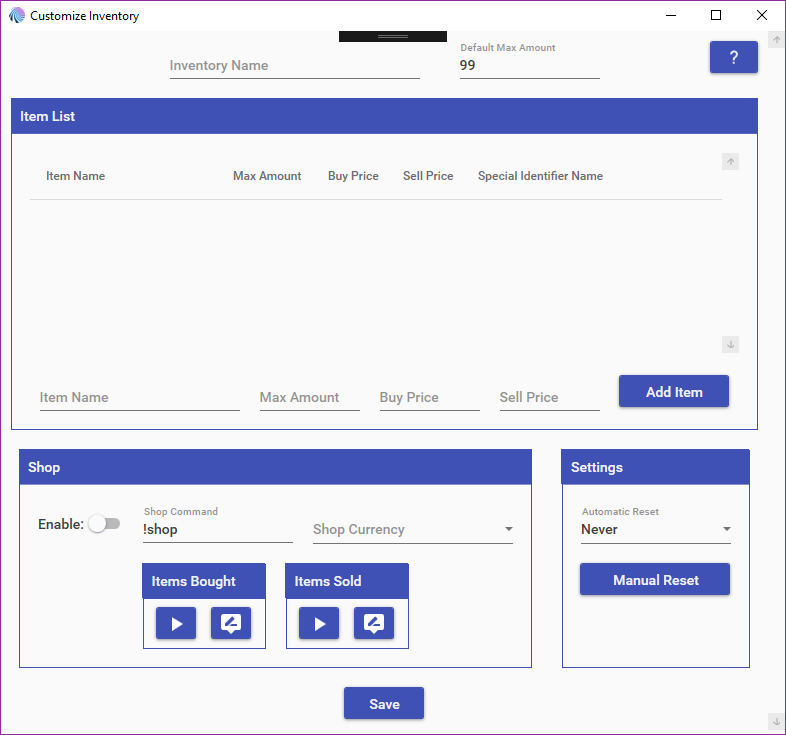 Customize Inventory
Default Max Amount
Inventory Name
99
?
Item List
Item Name Max Amount Buy Price Sell Price Special Identifier Name
Item Name Max Amount Buy Price Sell Price Add Item
Shop
Enable:
Shop Command
!shop
Shop Currency
Items Bought
Items Sold
Settings
Automatic Reset
Never
Manual Reset
Save